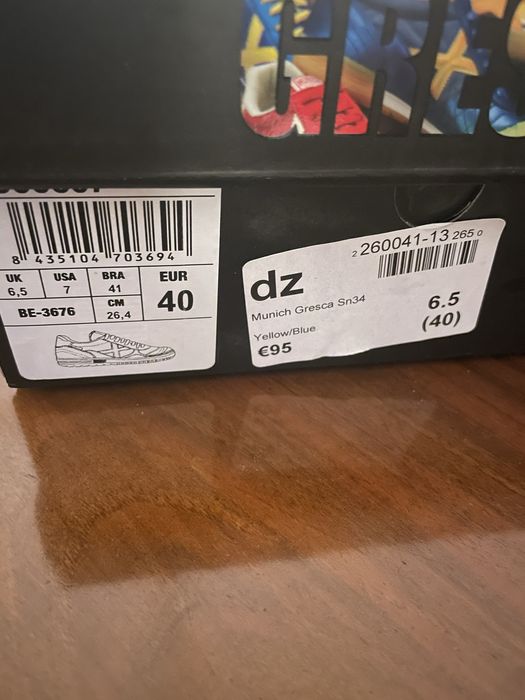 GRES
8 435104 703694
UK 6,5
USA 7
BRA 41
EUR 40
BE-3676
CM 26,4
dz
2 260041-13 265 0
Munich Gresca Sn34
6.5
(40)
Yellow/Blue
€95